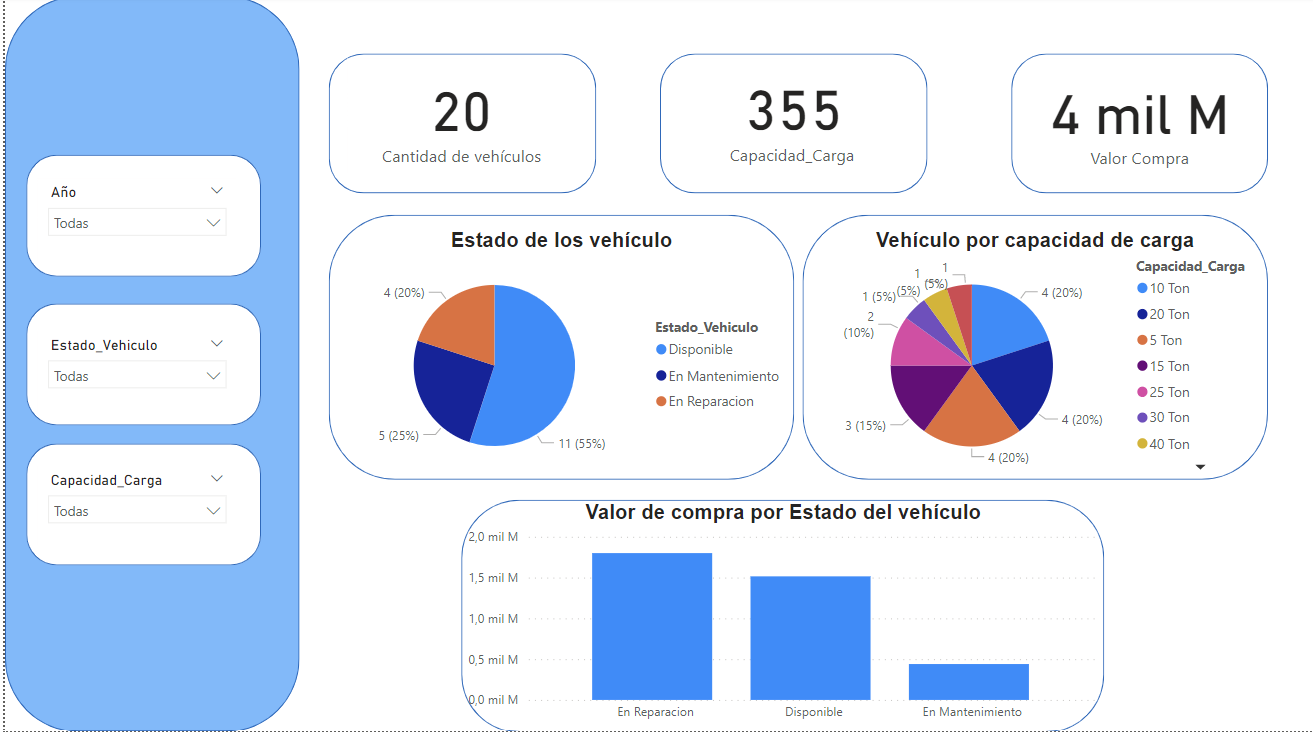 Año
Todas
Estado_Vehiculo
Todas
Capacidad_Carga
Todas
20
Cantidad de vehículos
355
Capacidad_Carga
4 mil M
Valor Compra
Estado de los vehículo
4 (20%)
5 (25%)
11 (55%)
Estado_Vehiculo
Disponible
En Mantenimiento
En Reparacion
Vehículo por capacidad de carga
1
(5%)
1
(5%)
1 (5%)
2
(10%)
3 (15%)
4 (20%)
4 (20%)
4 (20%)
Capacidad_Carga
10 Ton
20 Ton
5 Ton
15 Ton
25 Ton
30 Ton
40 Ton
Valor de compra por Estado del vehículo
2,0 mil M
1,5 mil M
1,0 mil M
0,5 mil M
0,0 mil M
En Reparacion
Disponible
En Mantenimiento